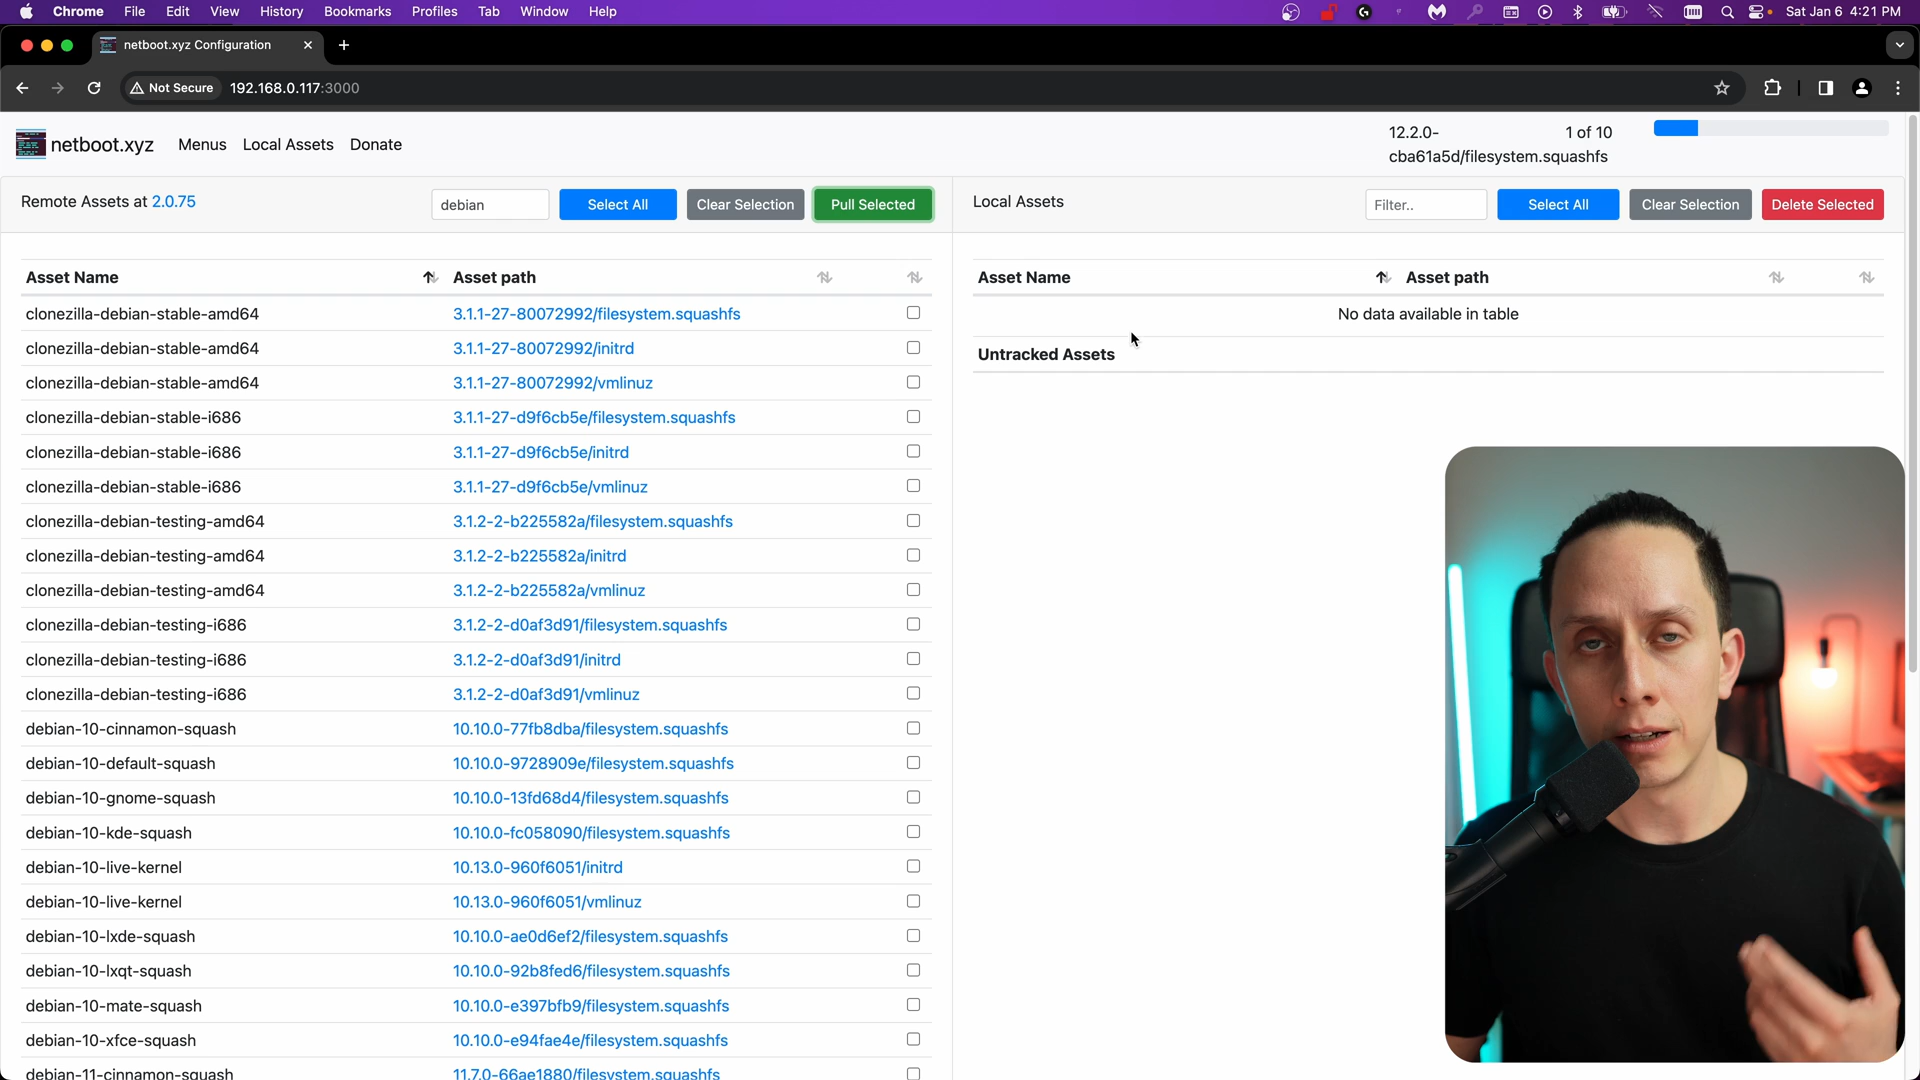 Chrome File Edit View History Bookmarks Profiles Tab Window Help Sat Jan 6 4:21 PM
netboot.xyz Configuration
Not Secure 192.168.0.117:3000
netboot.xyz Menus Local Assets Donate
12.2.0- 1 of 10
cba61a5d/filesystem.squashfs
Remote Assets at 2.0.75 debian Select All Clear Selection Pull Selected
Asset Name Asset path
clonezilla-debian-stable-amd64 3.1.1-27-80072992/filesystem.squashfs
clonezilla-debian-stable-amd64 3.1.1-27-80072992/initrd
clonezilla-debian-stable-amd64 3.1.1-27-80072992/vmlinuz
clonezilla-debian-stable-i686 3.1.1-27-d9f6cb5e/filesystem.squashfs
clonezilla-debian-stable-i686 3.1.1-27-d9f6cb5e/initrd
clonezilla-debian-stable-i686 3.1.1-27-d9f6cb5e/vmlinuz
clonezilla-debian-testing-amd64 3.1.2-2-b225582a/filesystem.squashfs
clonezilla-debian-testing-amd64 3.1.2-2-b225582a/initrd
clonezilla-debian-testing-amd64 3.1.2-2-b225582a/vmlinuz
clonezilla-debian-testing-i686 3.1.2-2-d0af3d91/filesystem.squashfs
clonezilla-debian-testing-i686 3.1.2-2-d0af3d91/initrd
clonezilla-debian-testing-i686 3.1.2-2-d0af3d91/vmlinuz
debian-10-cinnamon-squash 10.10.0-77fb8dba/filesystem.squashfs
debian-10-default-squash 10.10.0-9728909e/filesystem.squashfs
debian-10-gnome-squash 10.10.0-13fd68d4/filesystem.squashfs
debian-10-kde-squash 10.10.0-fc058090/filesystem.squashfs
debian-10-live-kernel 10.13.0-960f6051/initrd
debian-10-live-kernel 10.13.0-960f6051/vmlinuz
debian-10-lxde-squash 10.10.0-ae0d6ef2/filesystem.squashfs
debian-10-lxqt-squash 10.10.0-92b8fed6/filesystem.squashfs
debian-10-mate-squash 10.10.0-e397bfb9/filesystem.squashfs
debian-10-xfce-squash 10.10.0-e94fae4e/filesystem.squashfs
debian-11-cinnamon-squash 11.7.0-66ae1880/filesystem.squashfs
Local Assets Filter.. Select All Clear Selection Delete Selected
Asset Name Asset path
No data available in table
Untracked Assets